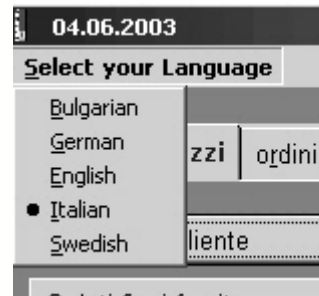 04.06.2003
Select your Language
Bulgarian
German
English
Italian
Swedish
zzi
ordini
liente